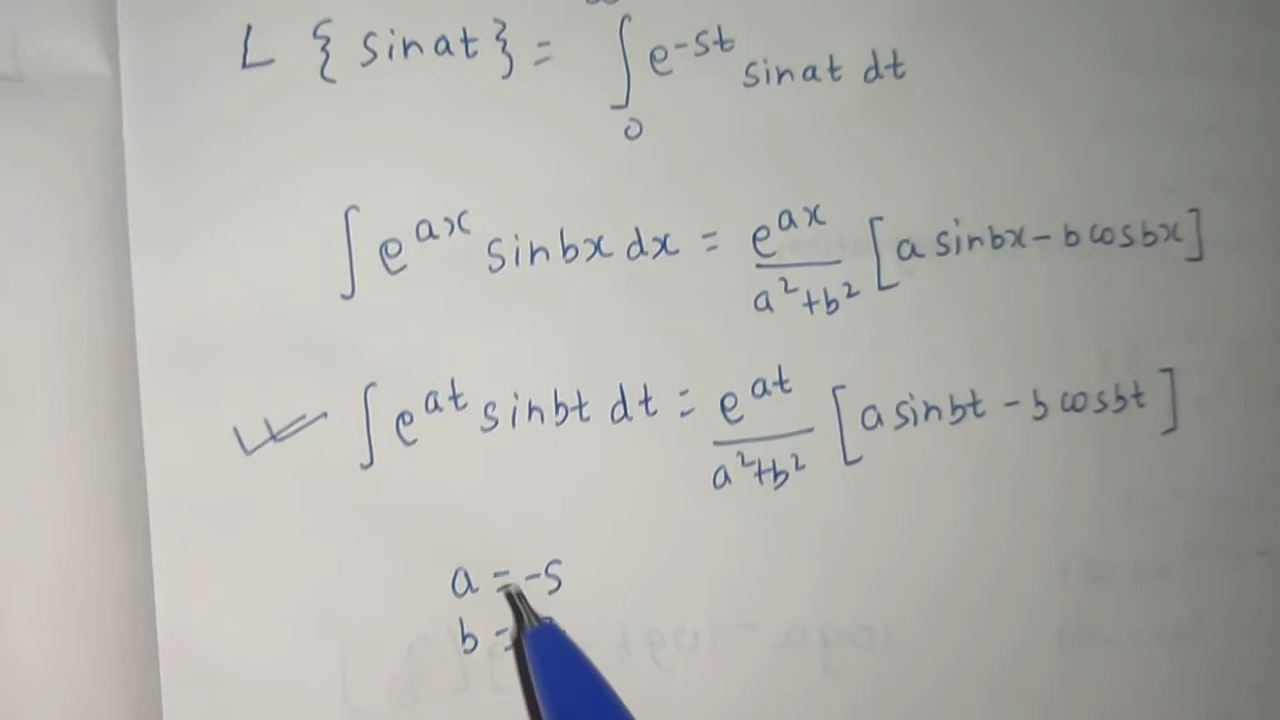 L { sinat } = ∫₀ e^-st sinat dt
∫ e^ax sinbx dx = e^ax / a²+b² [a sinbx - b cosbx]
∫ e^at sinbt dt = e^at / a²+b² [a sinbt - b cosbt]
a = -s
b =